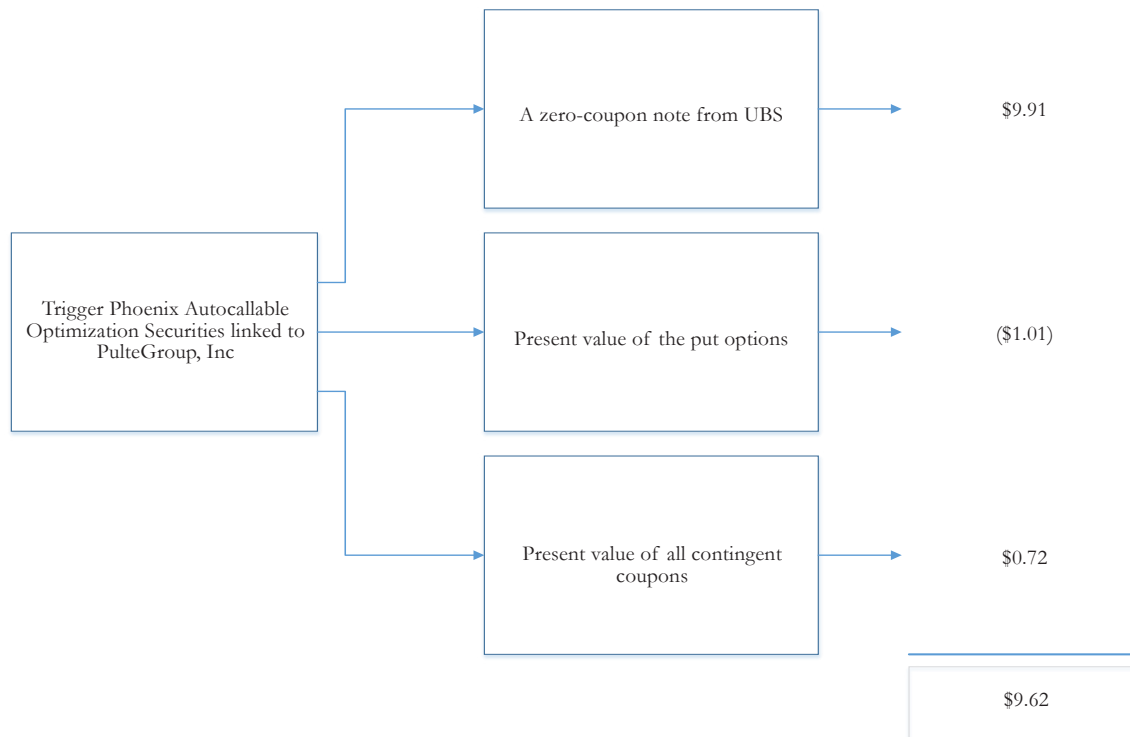 A zero-coupon note from UBS
$9.91
Trigger Phoenix Autocallable
Optimization Securities linked to
PulteGroup, Inc
Present value of the put options
($1.01)
Present value of all contingent
coupons
$0.72
$9.62